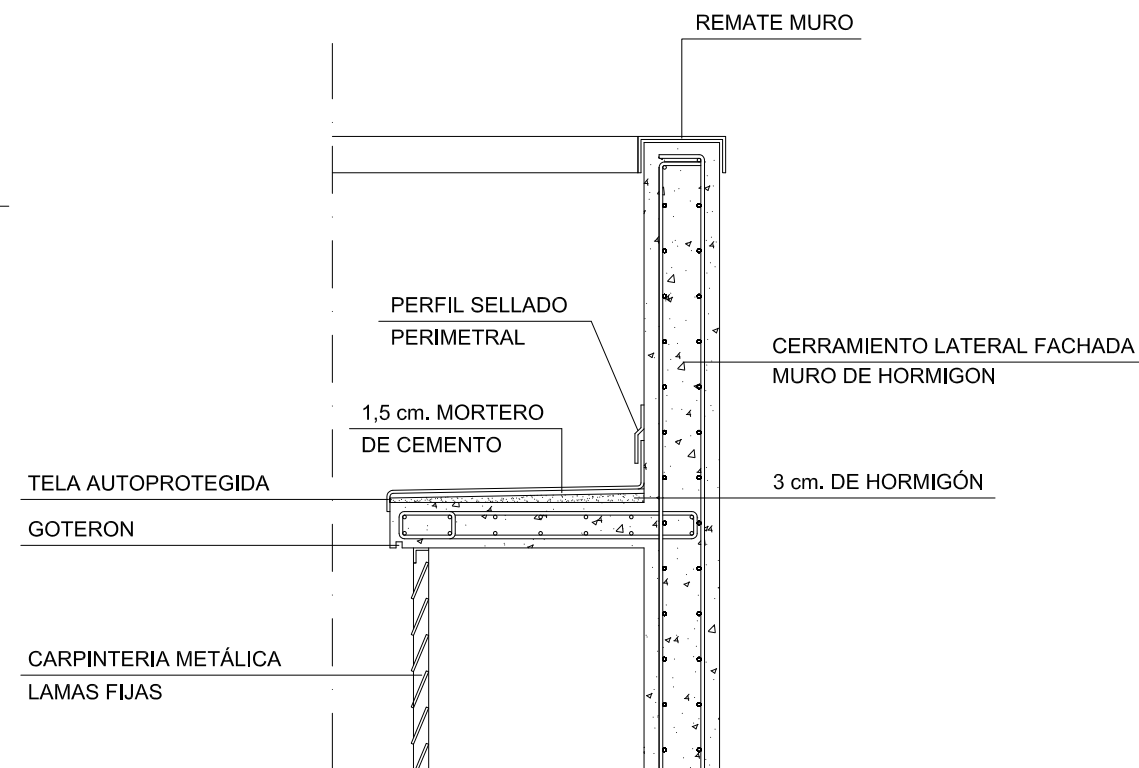 REMATE MURO
PERFIL SELLADO
PERIMETRAL
CERRAMIENTO LATERAL FACHADA
MURO DE HORMIGON
1,5 cm. MORTERO
DE CEMENTO
TELA AUTOPROTEGIDA
3 cm. DE HORMIGÓN
GOTERON
CARPINTERIA METÁLICA
LAMAS FIJAS